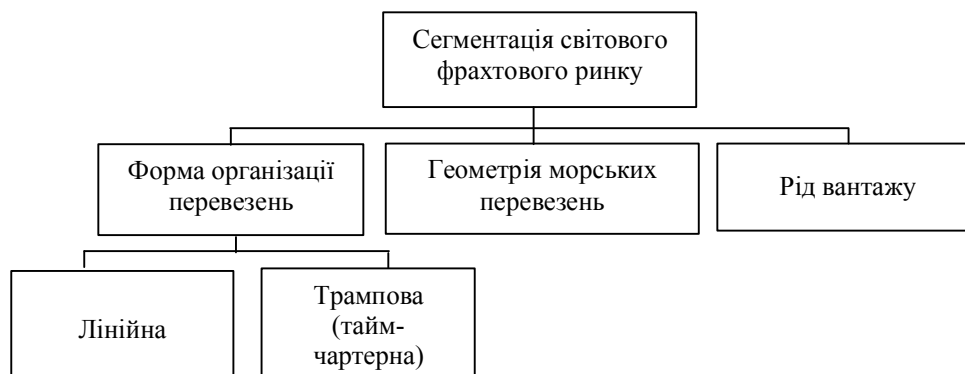 Сегментація світового
фрахтового ринку
Форма організації
перевезень
Геометрія морських
перевезень
Рід вантажу
Лінійна
Трампова
(тайм-
чартерна)